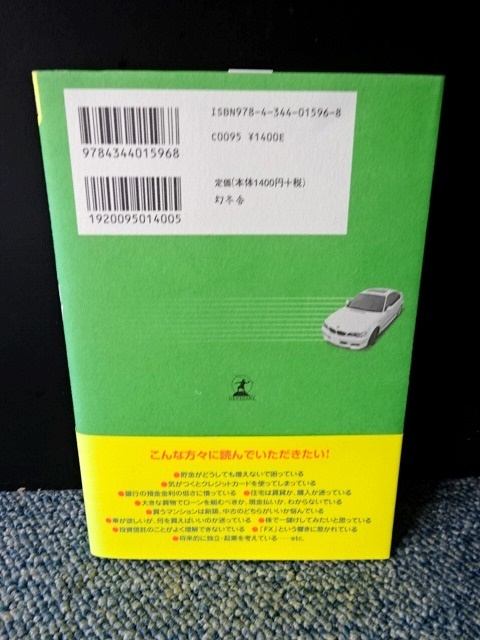 ISBN978-4-344-01596-8
C0095 ¥1400E
9784344015968
定価(本体1400円+税)
幻冬舎
1920095014005
こんな方々に読んでいただきたい!
●貯金がどうしても増えないで困っている
●気がつくとクレジットカードを使ってしまっている
●銀行の預金金利の低さに憤っている ●住宅は賃貸か、購入か迷っている
●大きな買物でローンを組むべきか、現金払いか、わからないでいる
●買うマンションは新築、中古のどちらがいいか悩んでいる
●車が欲しいが、何を買えばいいのか迷っている ●株で一儲けしてみたいと思っている
●投資信託のことがよく理解できないでいる ●「FX」という響きに惹かれている
●将来的に独立・起業を考えている……etc.